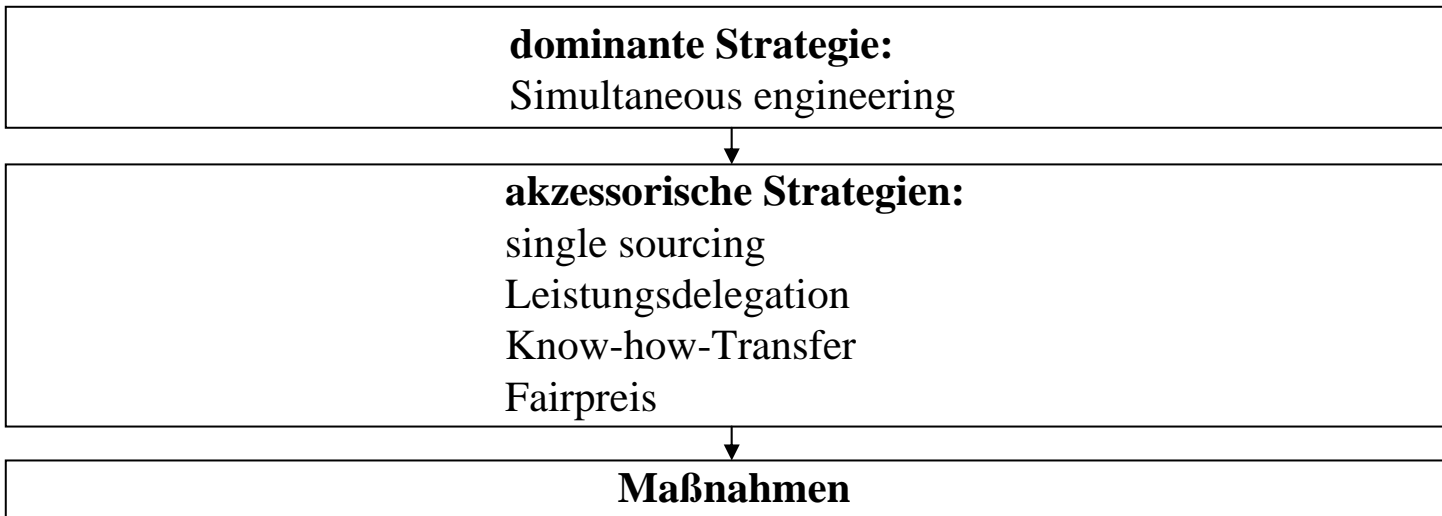 dominante Strategie:
Simultaneous engineering
akzessorische Strategien:
single sourcing
Leistungsdelegation
Know-how-Transfer
Fairpreis
Maßnahmen